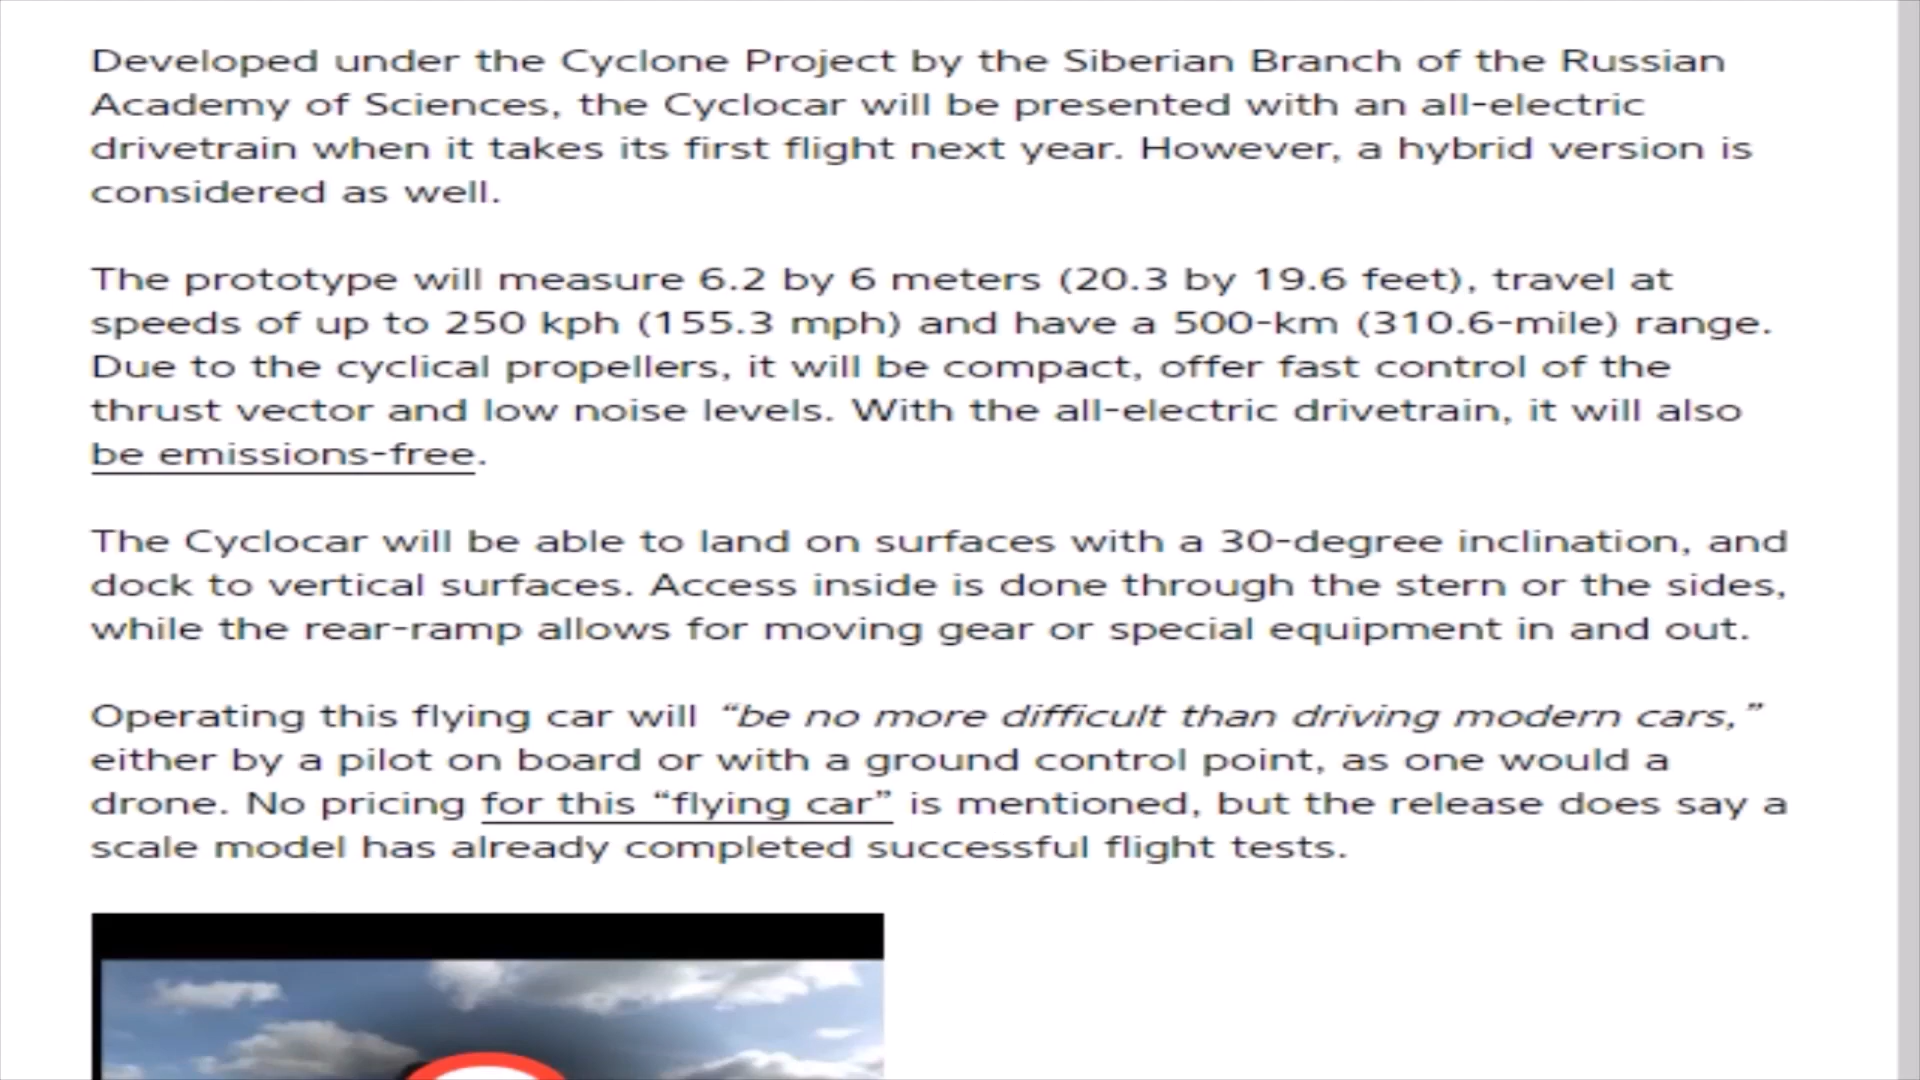 Developed under the Cyclone Project by the Siberian Branch of the Russian
Academy of Sciences, the Cyclocar will be presented with an all-electric
drivetrain when it takes its first flight next year. However, a hybrid version is
considered as well.
The prototype will measure 6.2 by 6 meters (20.3 by 19.6 feet), travel at
speeds of up to 250 kph (155.3 mph) and have a 500-km (310.6-mile) range.
Due to the cyclical propellers, it will be compact, offer fast control of the
thrust vector and low noise levels. With the all-electric drivetrain, it will also
be emissions-free.
The Cyclocar will be able to land on surfaces with a 30-degree inclination, and
dock to vertical surfaces. Access inside is done through the stern or the sides,
while the rear-ramp allows for moving gear or special equipment in and out.
Operating this flying car will “be no more difficult than driving modern cars,”
either by a pilot on board or with a ground control point, as one would a
drone. No pricing for this “flying car” is mentioned, but the release does say a
scale model has already completed successful flight tests.